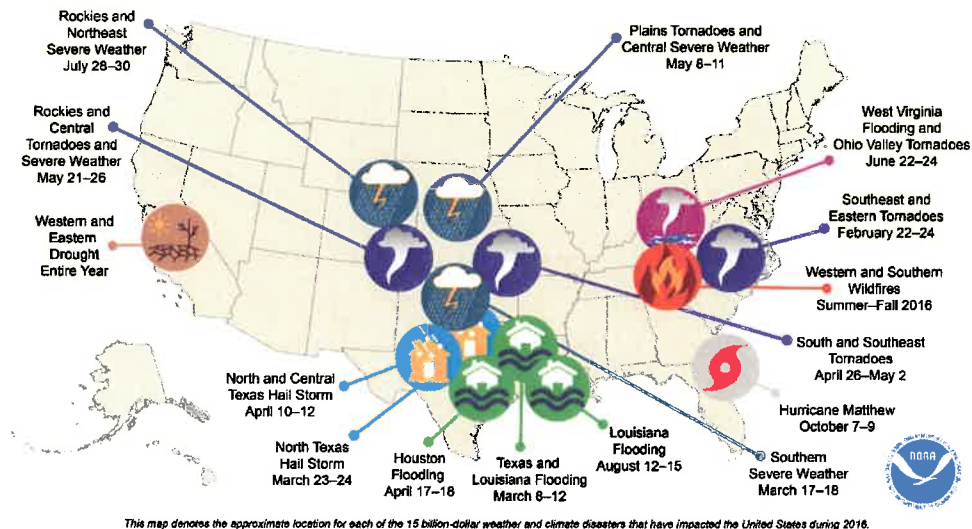 Rockies and
Northeast
Severe Weather
July 28–30
Plains Tornadoes and
Central Severe Weather
May 8–11
Rockies and
Central
Tornadoes and
Severe Weather
May 21–26
West Virginia
Flooding and
Ohio Valley Tornadoes
June 22–24
Western and
Eastern
Drought
Entire Year
Southeast and
Eastern Tornadoes
February 22–24
Western and Southern
Wildfires
Summer–Fall 2016
South and Southeast
Tornadoes
April 26–May 2
North and Central
Texas Hail Storm
April 10–12
Hurricane Matthew
October 7–9
North Texas
Hail Storm
March 23–24
Houston
Flooding
April 17–18
Texas and
Louisiana Flooding
March 8–12
Louisiana
Flooding
August 12–15
Southern
Severe Weather
March 17–18
NOAA
This map denotes the approximate location for each of the 15 billion-dollar weather and climate disasters that have impacted the United States during 2016.